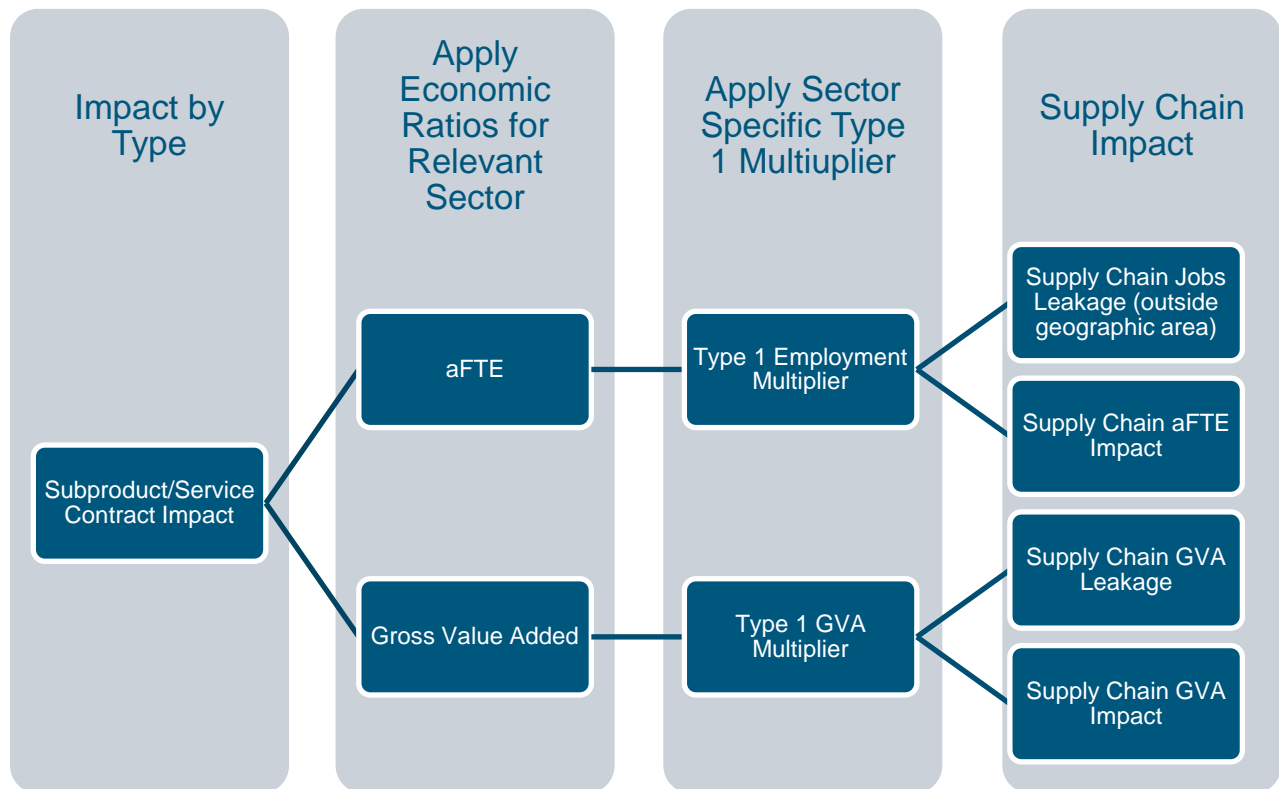 Impact by
Type
Apply
Economic
Ratios for
Relevant
Sector
Apply Sector
Specific Type
1 Multiuplier
Supply Chain
Impact
Subproduct/Service
Contract Impact
aFTE
Gross Value Added
Type 1 Employment
Multiplier
Type 1 GVA
Multiplier
Supply Chain Jobs
Leakage (outside
geographic area)
Supply Chain aFTE
Impact
Supply Chain GVA
Leakage
Supply Chain GVA
Impact